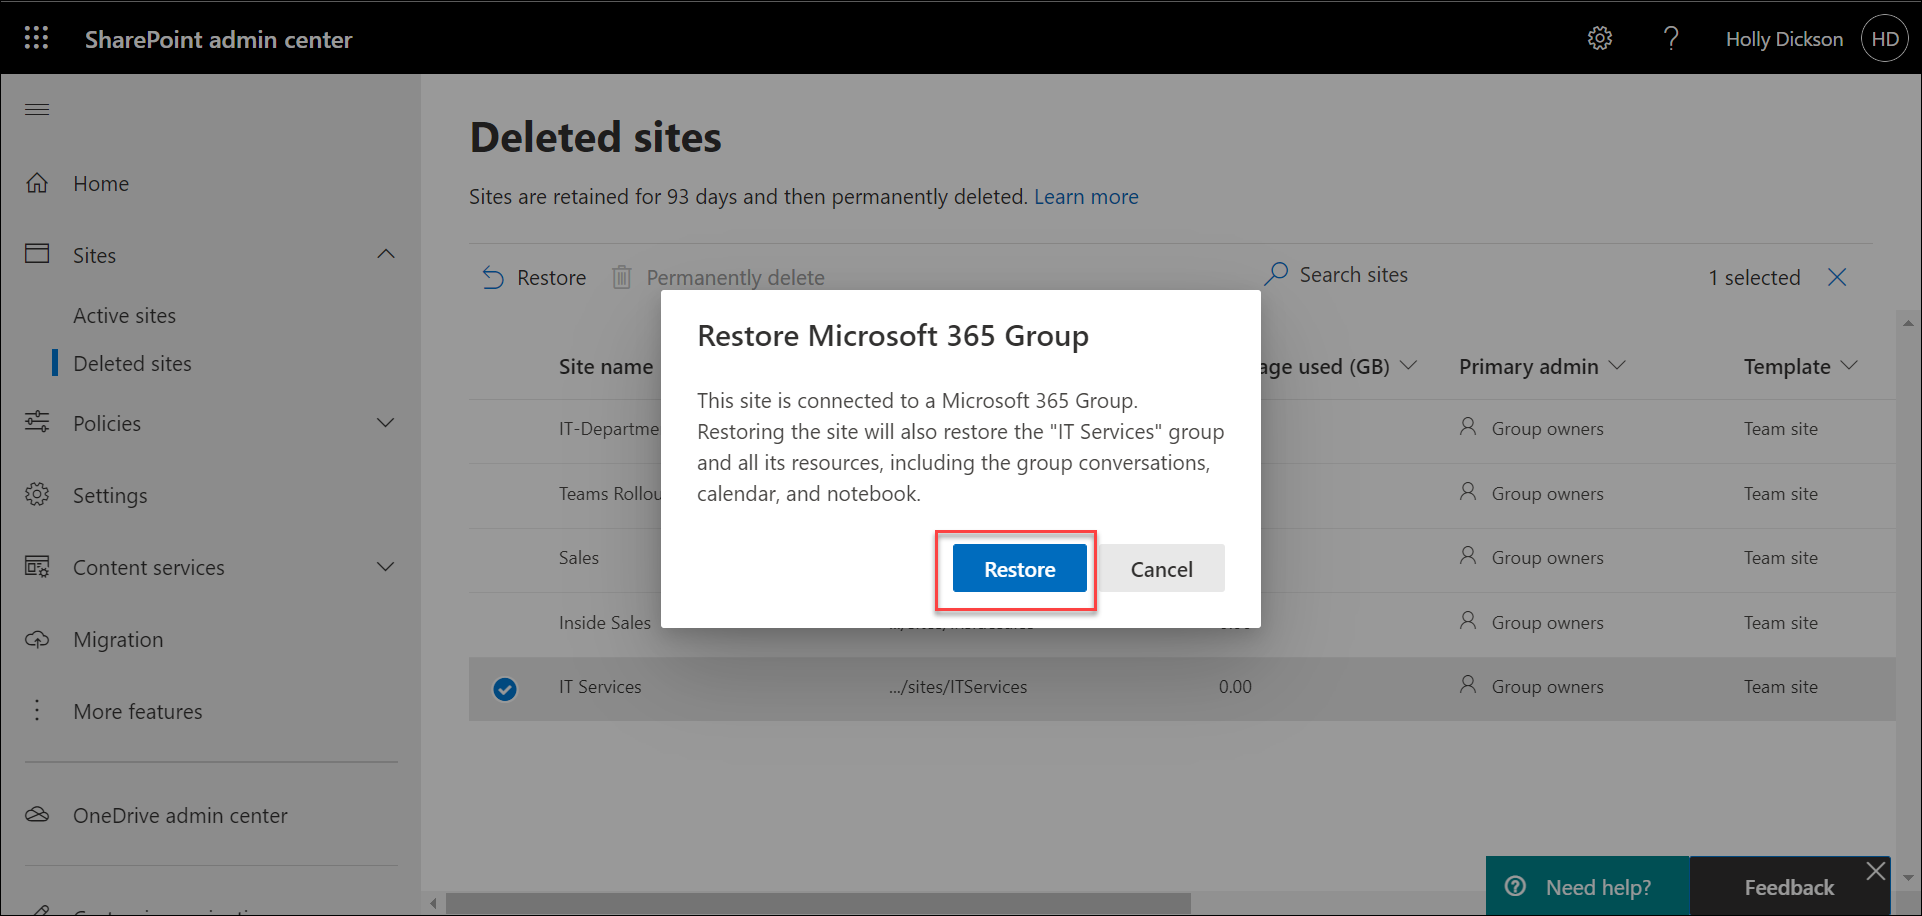 SharePoint admin center
Holly Dickson
HD
Home
Sites
Active sites
Deleted sites
Policies
Settings
Content services
Migration
More features
OneDrive admin center
Deleted sites
Sites are retained for 93 days and then permanently deleted. Learn more
Restore
Permanently delete
Search sites
1 selected
Site name
age used (GB)
Primary admin
Template
IT-Departme
Group owners
Team site
Teams Rollou
Group owners
Team site
Sales
Group owners
Team site
Inside Sales
Group owners
Team site
IT Services
.../sites/ITServices
0.00
Group owners
Team site
Restore Microsoft 365 Group
This site is connected to a Microsoft 365 Group.
Restoring the site will also restore the "IT Services" group
and all its resources, including the group conversations,
calendar, and notebook.
Restore
Cancel
Need help?
Feedback